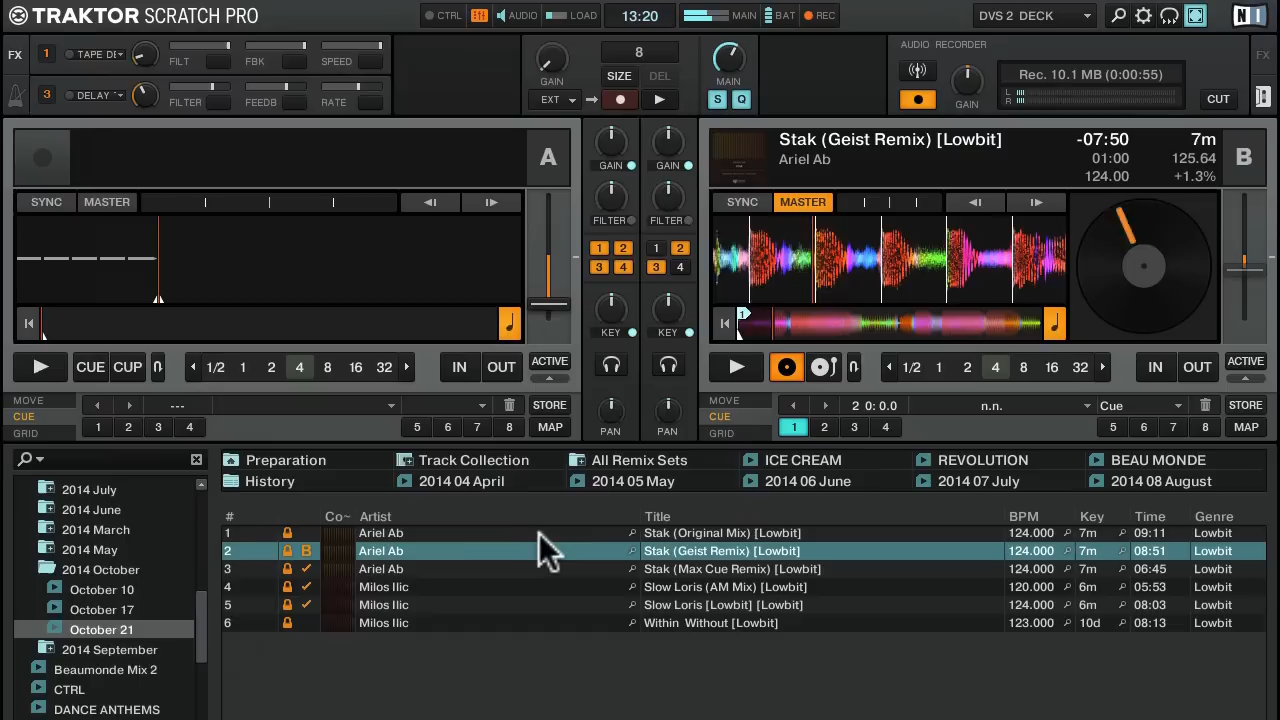 TRAKTOR SCRATCH PRO
CTRL AUDIO LOAD 13:20 MAIN BAT REC DVS 2 DECK
FX 1 TAPE DE FILT FBK SPEED
3 DELAY FILTER FEEDB RATE
GAIN 8 MAIN
SIZE DEL
EXT S Q
AUDIO RECORDER
GAIN Rec. 10.1 MB (0:00:55)
L
R
CUT
FX
A
SYNC MASTER
GAIN GAIN
FILTER FILTER
1 2 1 2
3 4 3 4
KEY KEY
PAN PAN
Stak (Geist Remix) [Lowbit] -07:50 7m
Ariel Ab 01:00 125.64
124.00 +1.3%
B
SYNC MASTER
1
CUE CUP 1/2 1 2 4 8 16 32 IN OUT ACTIVE
1/2 1 2 4 8 16 32 IN OUT ACTIVE
MOVE
CUE --- STORE
GRID 1 2 3 4 5 6 7 8 MAP
MOVE
CUE 2 0: 0.0 n.n. Cue STORE
GRID 1 2 3 4 5 6 7 8 MAP
2014 July
2014 June
2014 March
2014 May
2014 October
October 10
October 17
October 21
2014 September
Beaumonde Mix 2
CTRL
DANCE ANTHEMS
Preparation Track Collection All Remix Sets ICE CREAM REVOLUTION BEAU MONDE
History 2014 04 April 2014 05 May 2014 06 June 2014 07 July 2014 08 August
# Co~ Artist Title BPM Key Time Genre
1 Ariel Ab Stak (Original Mix) [Lowbit] 124.000 7m 09:11 Lowbit
2 B Ariel Ab Stak (Geist Remix) [Lowbit] 124.000 7m 08:51 Lowbit
3 Ariel Ab Stak (Max Cue Remix) [Lowbit] 124.000 7m 06:45 Lowbit
4 Milos Ilic Slow Loris (AM Mix) [Lowbit] 120.000 6m 05:53 Lowbit
5 Milos Ilic Slow Loris [Lowbit] [Lowbit] 124.000 6m 08:03 Lowbit
6 Milos Ilic Within Without [Lowbit] 123.000 10d 08:13 Lowbit